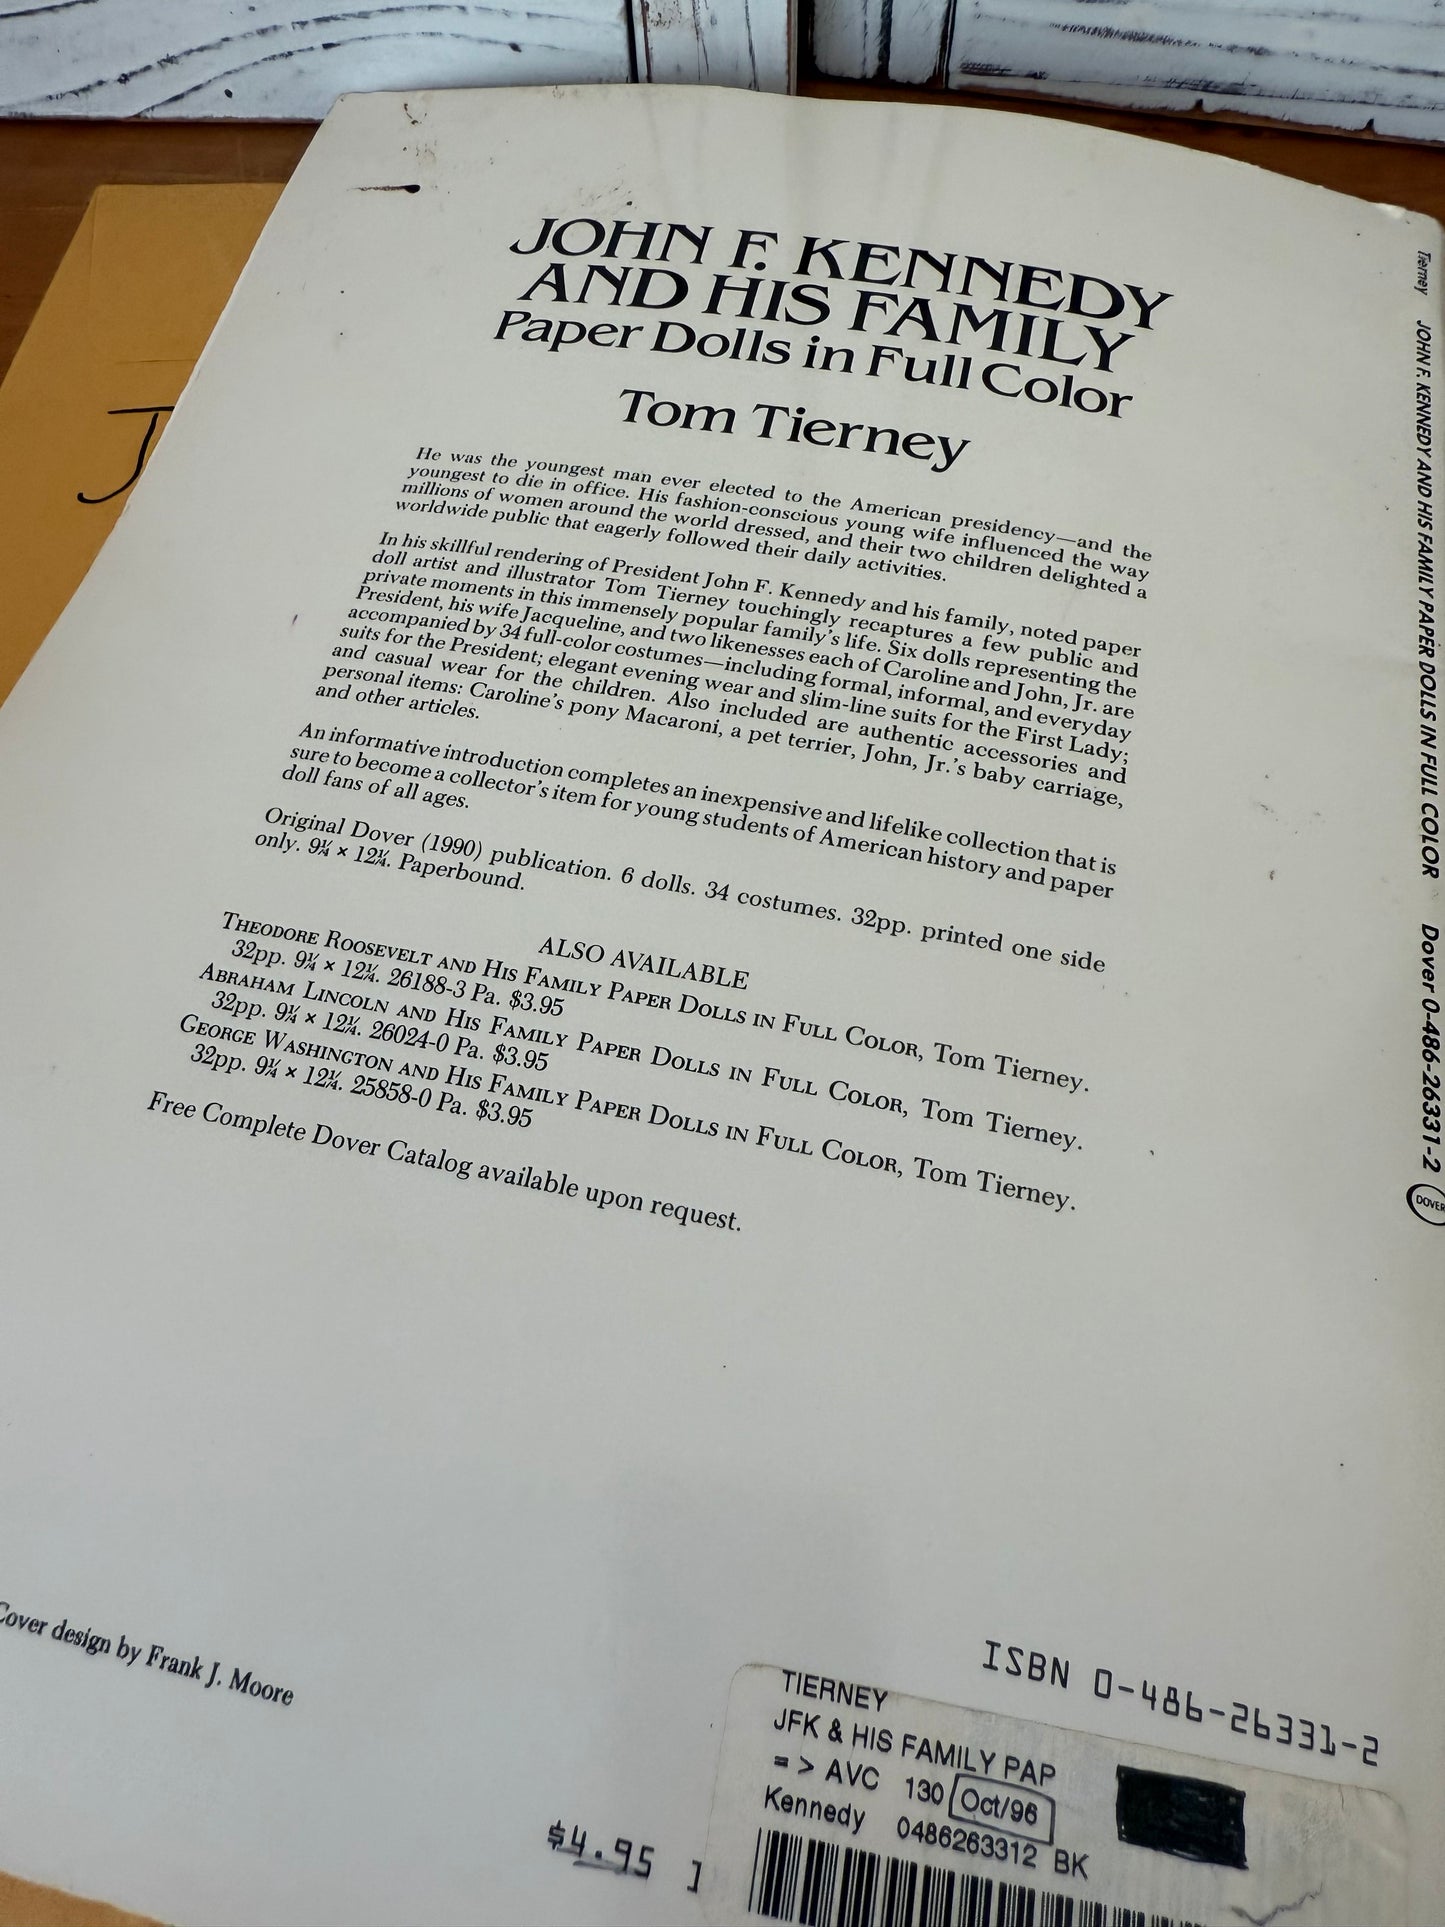 JOHN F. KENNEDY
AND HIS FAMILY
Paper Dolls in Full Color
Tom Tierney
He was the youngest man ever elected to the American presidency—and the
youngest to die in office. His fashion-conscious young wife influenced the way
millions of women around the world dressed, and their two children delighted a
worldwide public that eagerly followed their daily activities.
In his skillful rendering of President John F. Kennedy and his family, noted paper
doll artist and illustrator Tom Tierney touchingly recaptures a few public and
private moments in this immensely popular family's life. Six dolls representing the
President, his wife Jacqueline, and two likenesses each of Caroline and John, Jr. are
accompanied by 34 full-color costumes—including formal, informal, and everyday
suits for the President; elegant evening wear and slim-line suits for the First Lady;
and casual wear for the children. Also included are authentic accessories and
personal items: Caroline's pony Macaroni, a pet terrier, John, Jr.'s baby carriage,
and other articles.
An informative introduction completes an inexpensive and lifelike collection that is
sure to become a collector's item for young students of American history and paper
doll fans of all ages.
Original Dover (1990) publication. 6 dolls. 34 costumes. 32pp. printed one side
only. 9¼ × 12¼. Paperbound.
ALSO AVAILABLE
THEODORE ROOSEVELT AND HIS FAMILY PAPER DOLLS IN FULL COLOR, Tom Tierney.
32pp. 9¼ × 12¼. 26188-3 Pa. $3.95
ABRAHAM LINCOLN AND HIS FAMILY PAPER DOLLS IN FULL COLOR, Tom Tierney.
32pp. 9¼ × 12¼. 26024-0 Pa. $3.95
GEORGE WASHINGTON AND HIS FAMILY PAPER DOLLS IN FULL COLOR, Tom Tierney.
32pp. 9¼ × 12¼. 25858-0 Pa. $3.95
Free Complete Dover Catalog available upon request.
Cover design by Frank J. Moore
ISBN 0-486-26331-2
TIERNEY
JFK & HIS FAMILY PAP
=> AVC 130 Oct/96
Kennedy 0486263312 BK
$4.95
Tierney JOHN F. KENNEDY AND HIS FAMILY PAPER DOLLS IN FULL COLOR Dover 0-486-26331-2
DOVER
J